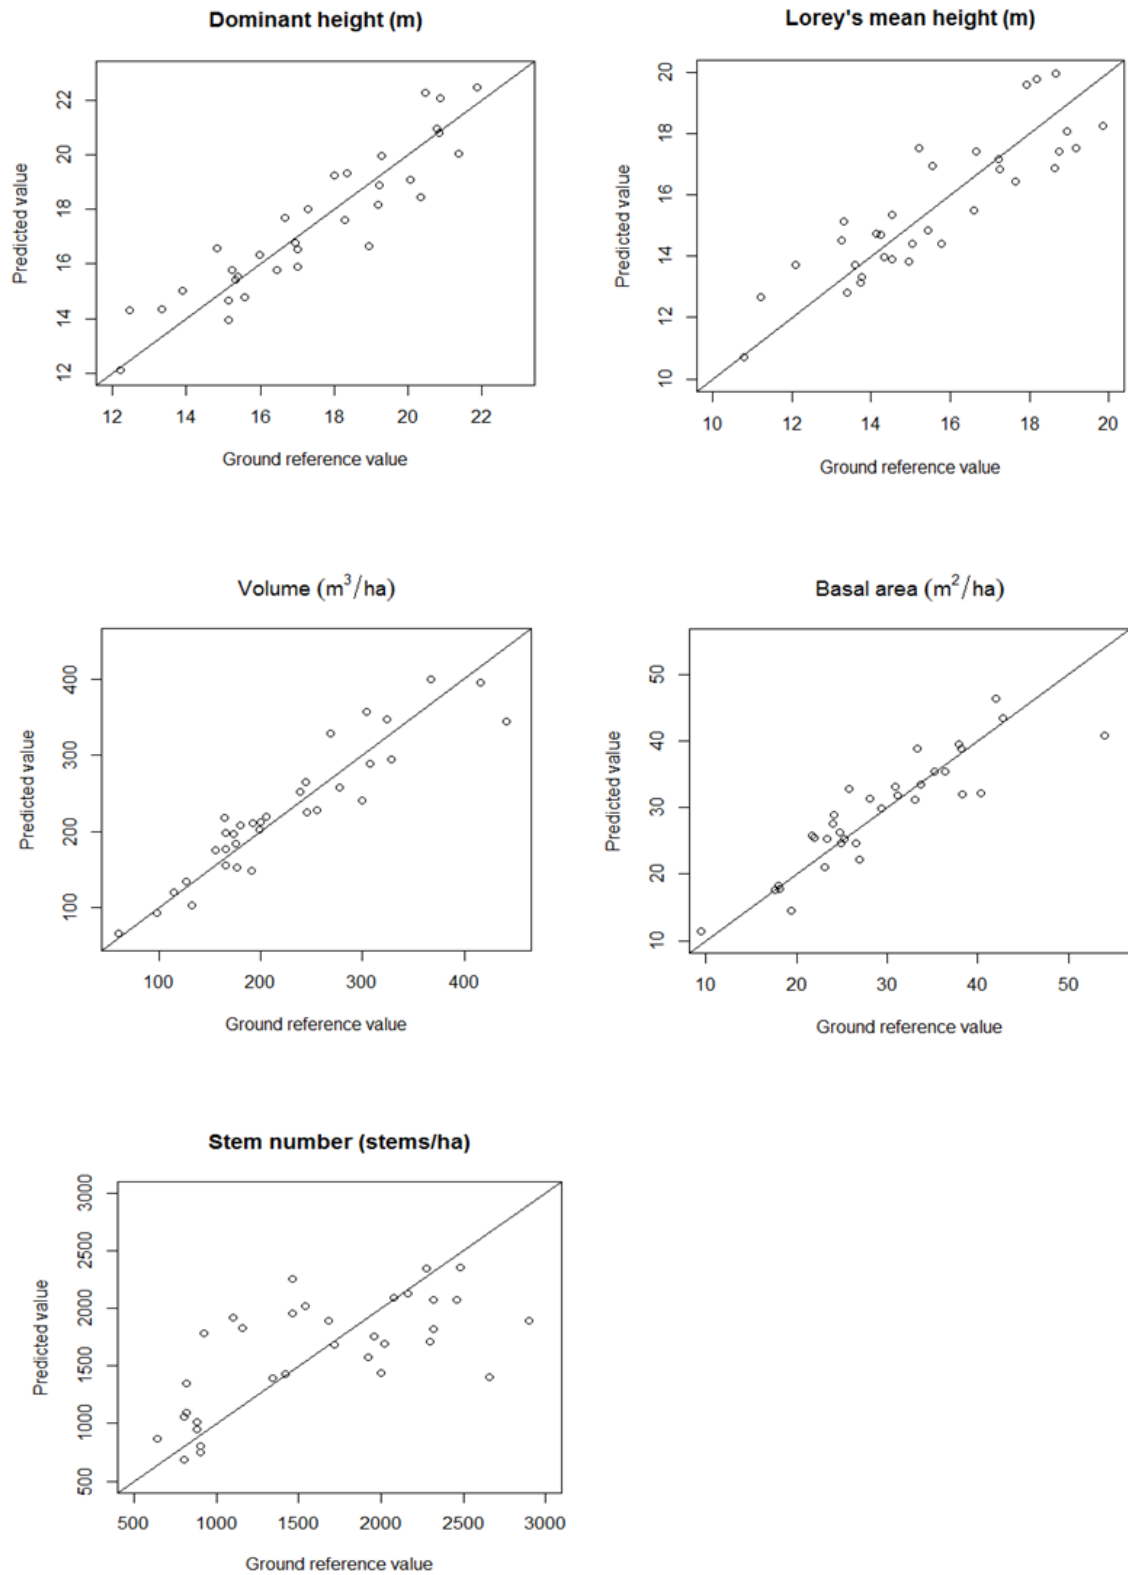 Dominant height (m)
Predicted value
12 14 16 18 20 22
12 14 16 18 20 22
Ground reference value
Lorey's mean height (m)
Predicted value
10 12 14 16 18 20
10 12 14 16 18 20
Ground reference value
Volume (m³/ha)
Predicted value
100 200 300 400
100 200 300 400
Ground reference value
Basal area (m²/ha)
Predicted value
10 20 30 40 50
10 20 30 40 50
Ground reference value
Stem number (stems/ha)
Predicted value
500 1000 1500 2000 2500 3000
500 1000 1500 2000 2500 3000
Ground reference value